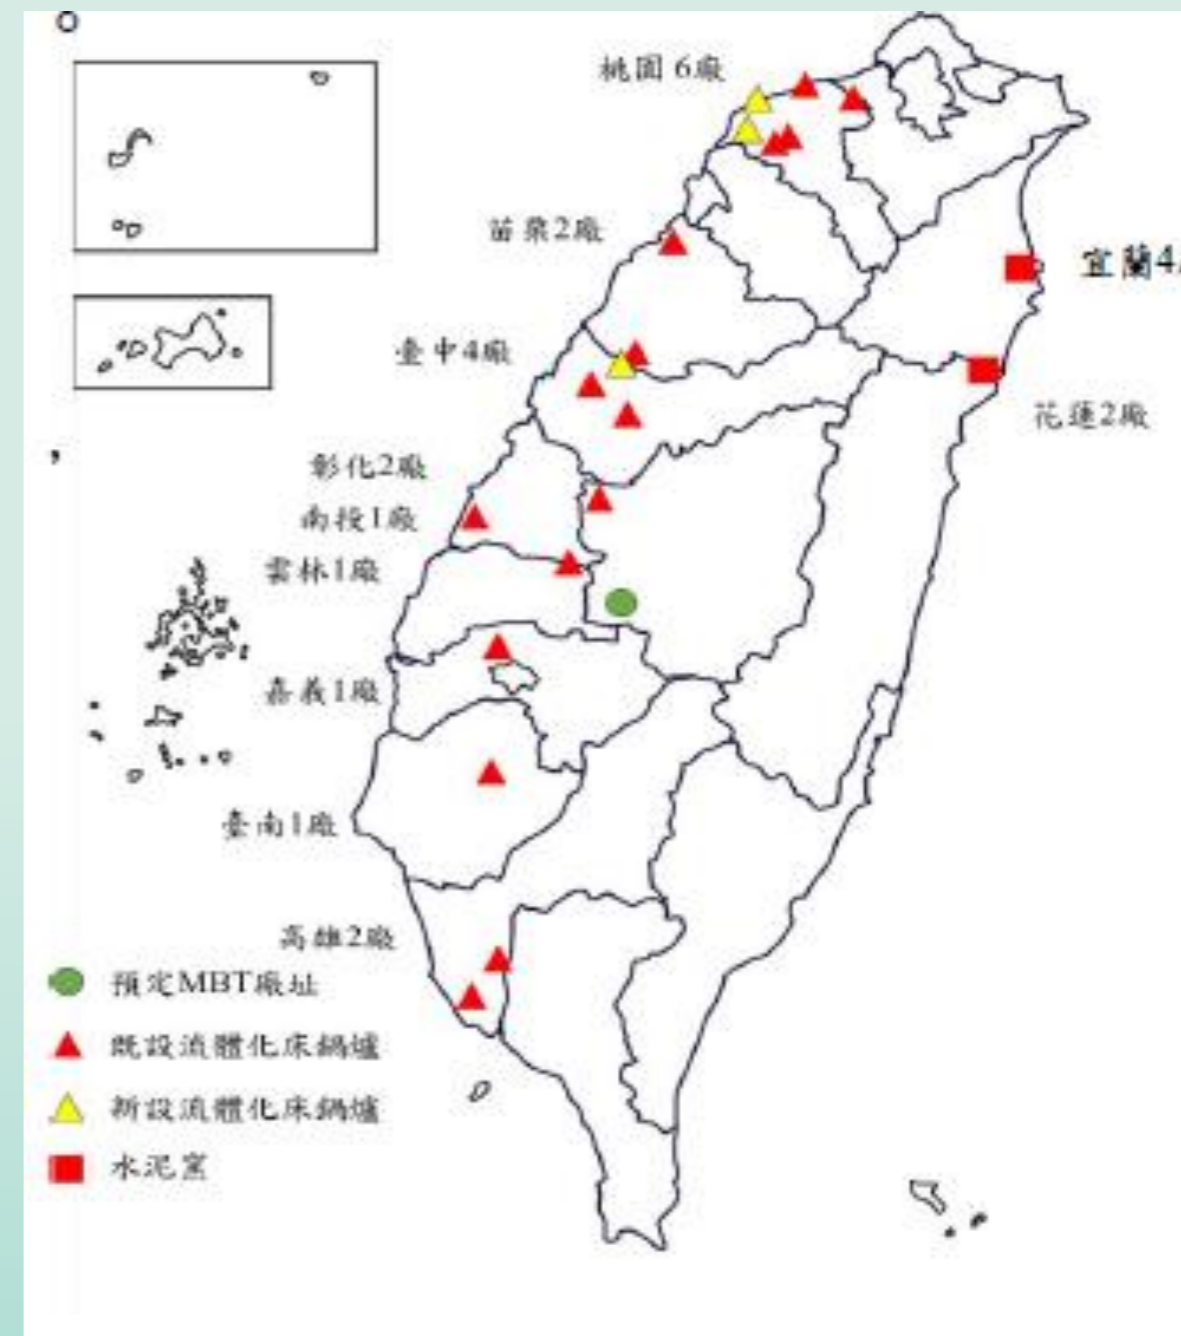 。
桃園 6廠
苗栗2廠
宜蘭4
臺中4廠
花蓮2廠
，
彰化2廠
南投1廠
雲林1廠
嘉義1廠
臺南1廠
高雄2廠
預定MBT廠址
既設流體化床鍋爐
新設流體化床鍋爐
水泥窯